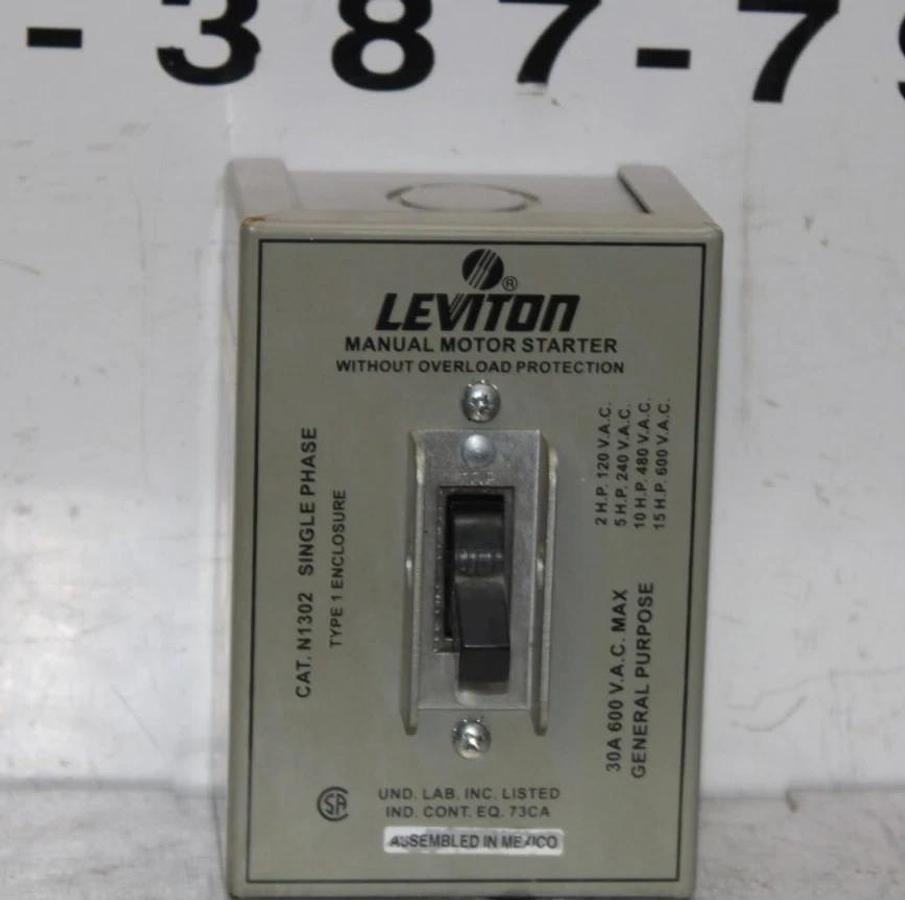 - 387-79
LEVITON®
MANUAL MOTOR STARTER
WITHOUT OVERLOAD PROTECTION
CAT. N1302 SINGLE PHASE
TYPE 1 ENCLOSURE
2 H.P. 120 V.A.C.
5 H.P. 240 V.A.C.
10 H.P. 480 V.A.C.
15 H.P. 600 V.A.C.
30A 600 V.A.C. MAX
GENERAL PURPOSE
UND. LAB. INC. LISTED
IND. CONT. EQ. 73CA
ASSEMBLED IN MEXICO